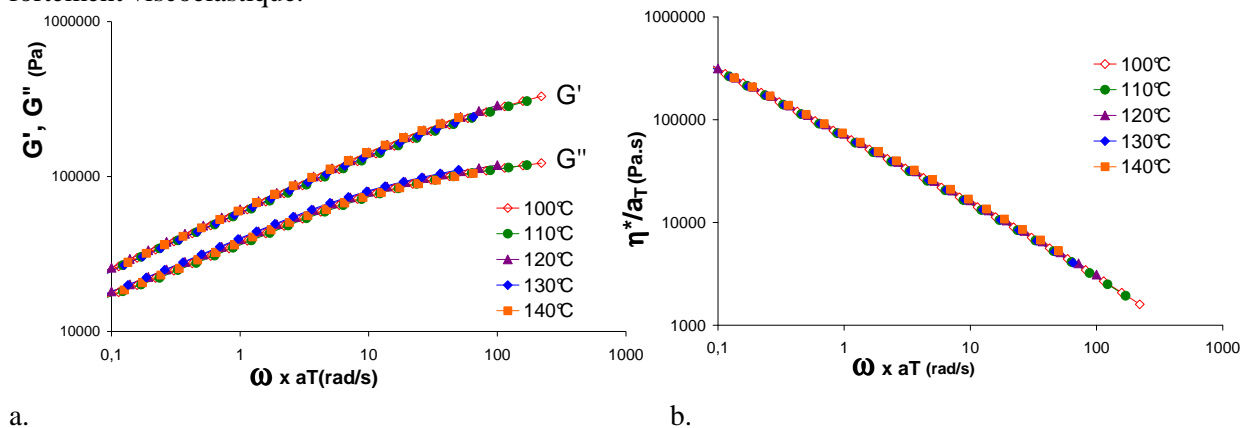 fortement viscoélastique.
1000000
100000
10000
G', G" (Pa)
0,1
1
10
100
1000
ω x aT(rad/s)
G'
G"
100°C
110°C
120°C
130°C
140°C
a.
1000000
100000
10000
1000
η*/aT (Pa.s)
0,1
1
10
100
1000
ω x aT (rad/s)
100°C
110°C
120°C
130°C
140°C
b.